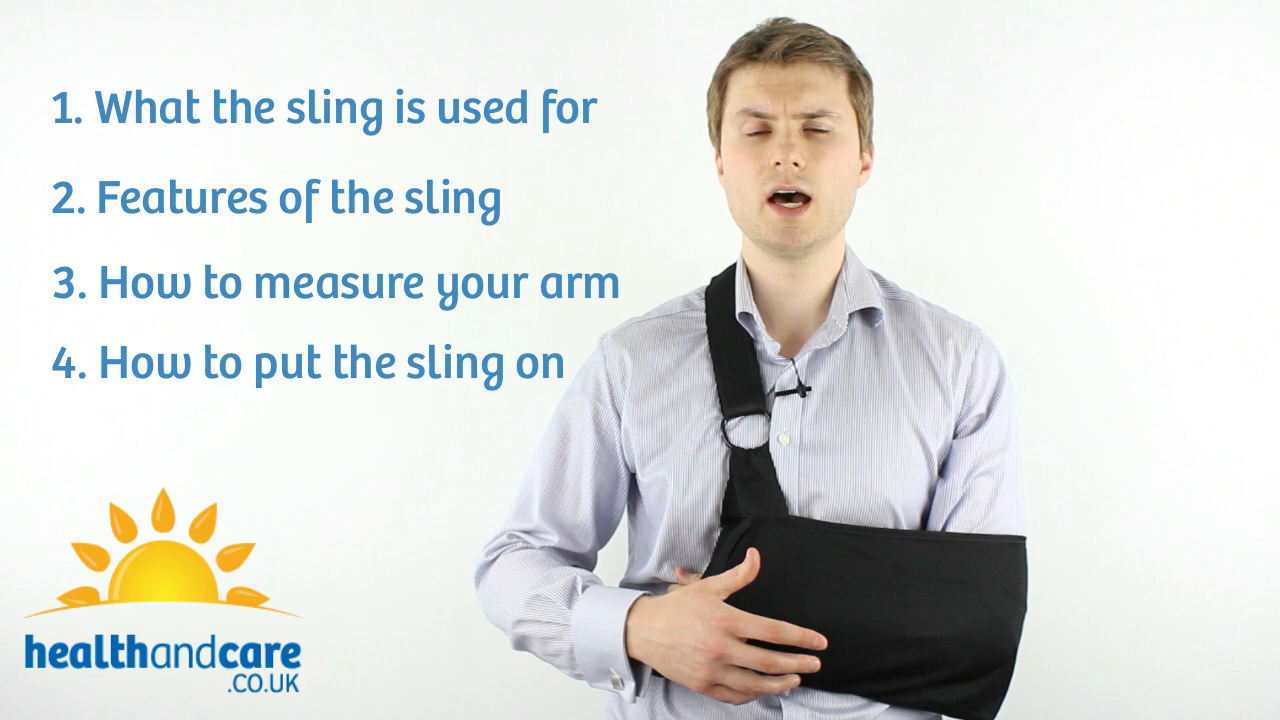 1. What the sling is used for
2. Features of the sling
3. How to measure your arm
4. How to put the sling on
healthandcare
.CO.UK